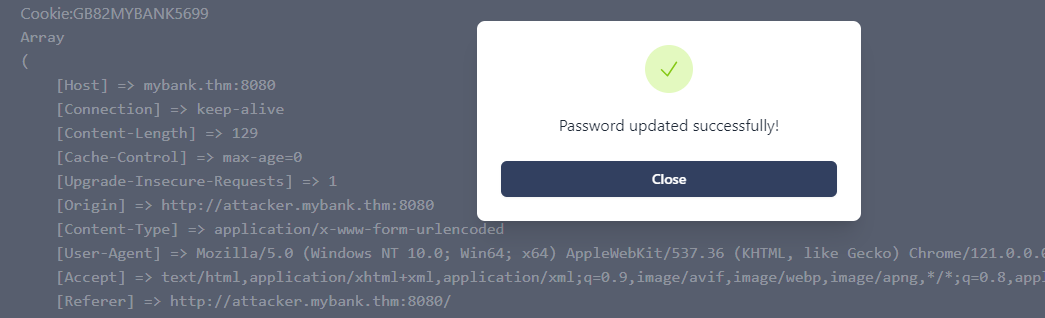 Cookie:GB82MYBANK5699
Array
(
[Host] => mybank.thm:8080
[Connection] => keep-alive
[Content-Length] => 129
[Cache-Control] => max-age=0
[Upgrade-Insecure-Requests] => 1
[Origin] => http://attacker.mybank.thm:8080
[Content-Type] => application/x-www-form-urlencoded
[User-Agent] => Mozilla/5.0 (Windows NT 10.0; Win64; x64) AppleWebKit/537.36 (KHTML, like Gecko) Chrome/121.0.0.0
[Accept] => text/html,application/xhtml+xml,application/xml;q=0.9,image/avif,image/webp,image/apng,*/*;q=0.8,appl
[Referer] => http://attacker.mybank.thm:8080/
Password updated successfully!
Close